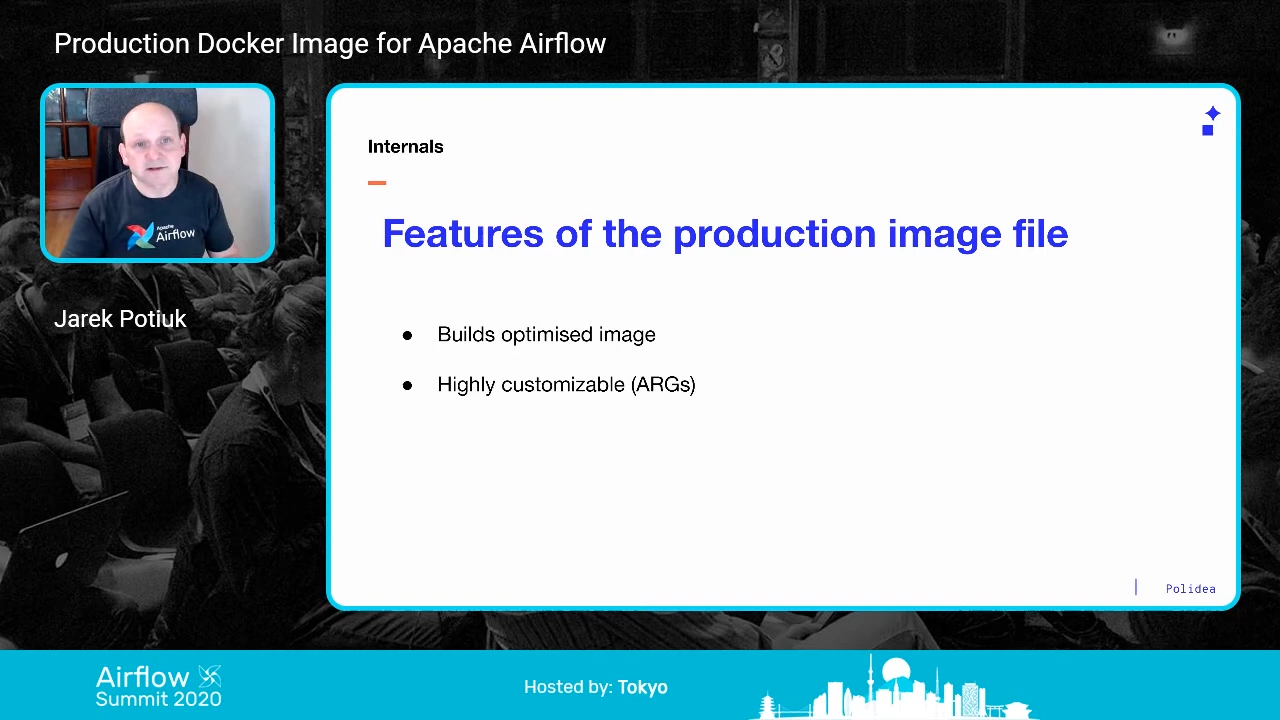 Production Docker Image for Apache Airflow
Apache
Airflow
Jarek Potiuk
Internals
Features of the production image file
● Builds optimised image
● Highly customizable (ARGs)
| Polidea
Airflow
Summit 2020
Hosted by: Tokyo